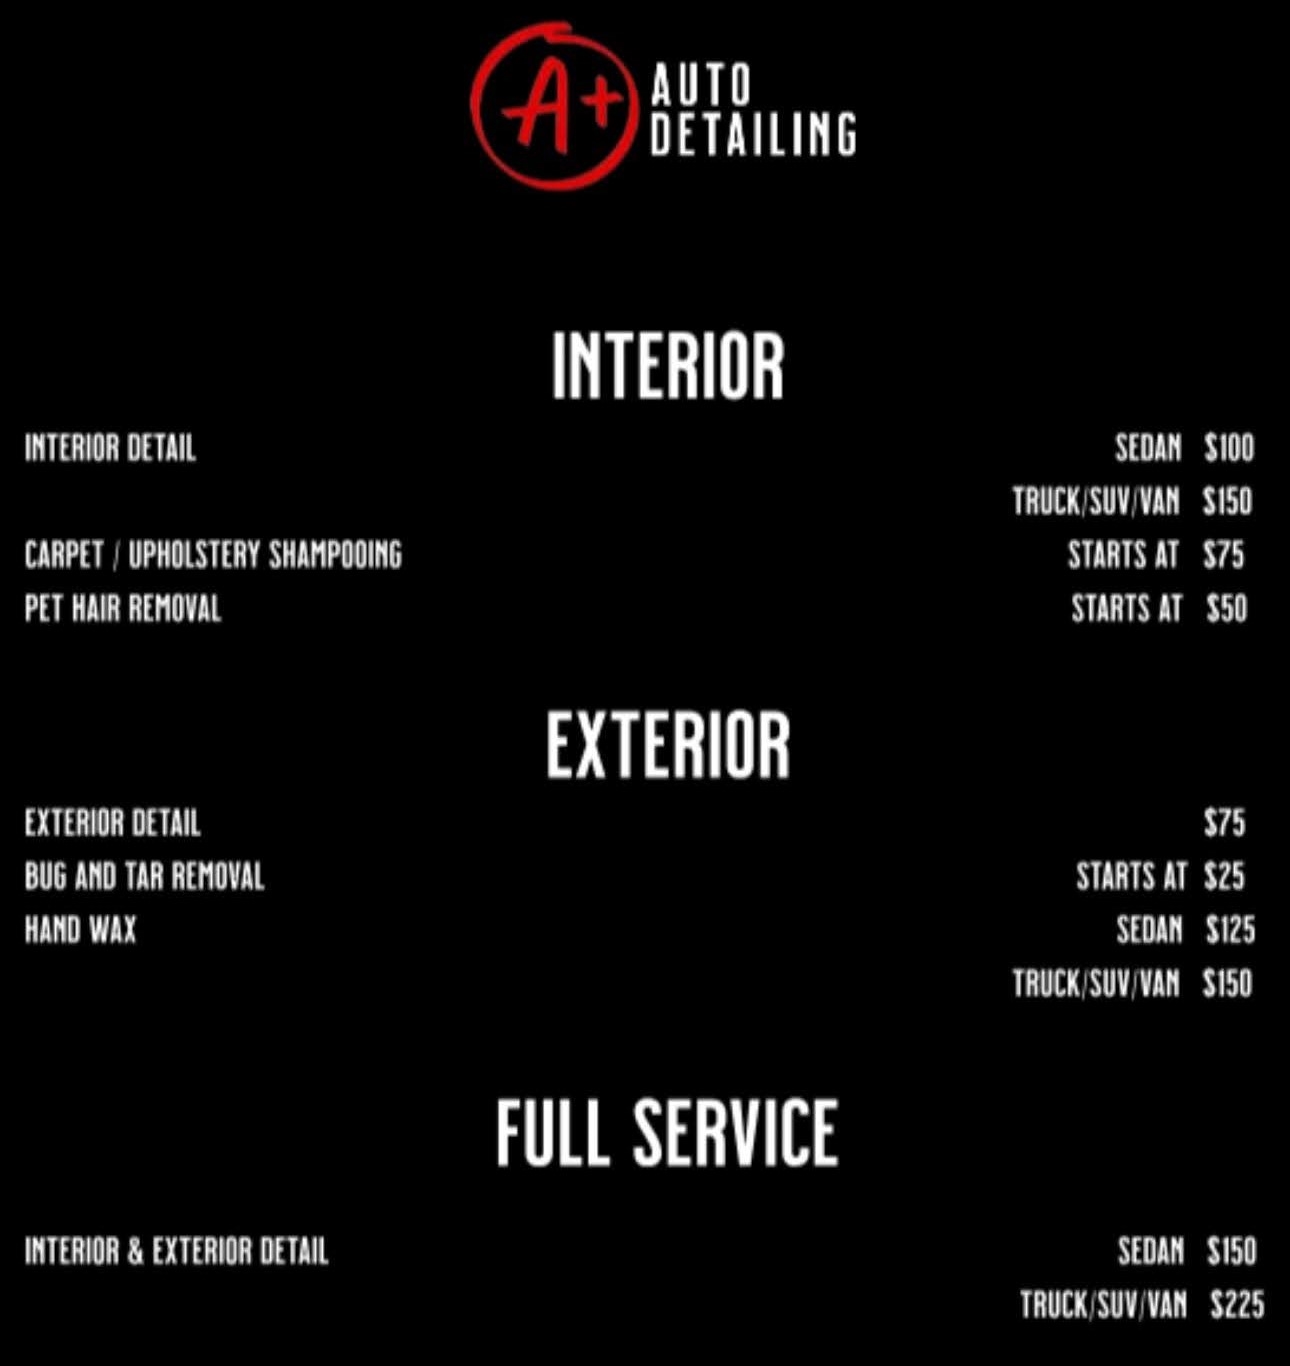 A+ AUTO
DETAILING
INTERIOR
INTERIOR DETAIL SEDAN $100
TRUCK/SUV/VAN $150
CARPET / UPHOLSTERY SHAMPOOING STARTS AT $75
PET HAIR REMOVAL STARTS AT $50
EXTERIOR
EXTERIOR DETAIL $75
BUG AND TAR REMOVAL STARTS AT $25
HAND WAX SEDAN $125
TRUCK/SUV/VAN $150
FULL SERVICE
INTERIOR & EXTERIOR DETAIL SEDAN $150
TRUCK/SUV/VAN $225